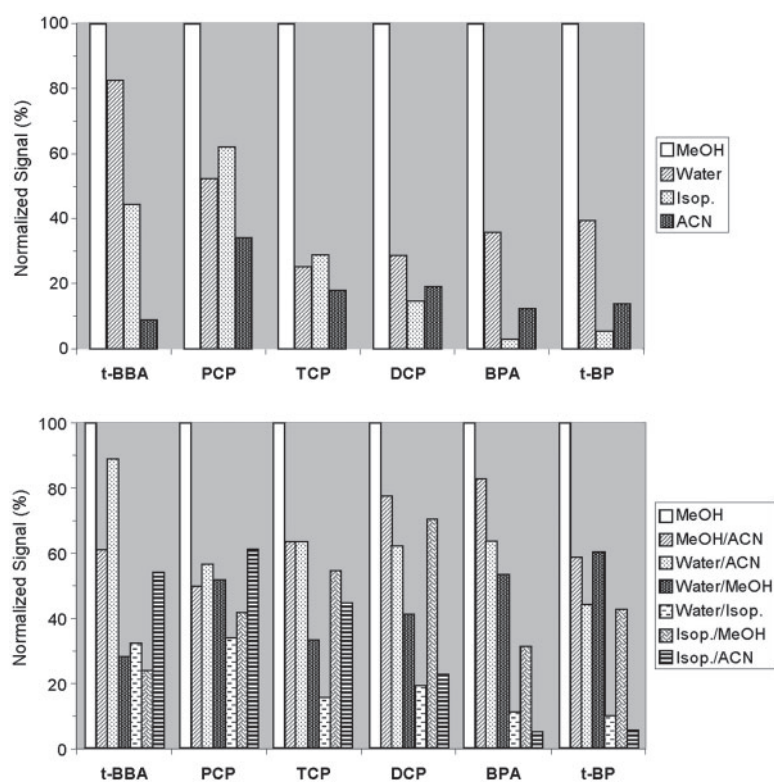 100
80
60
40
20
0
Normalized Signal (%)
t-BBA PCP TCP DCP BPA t-BP
MeOH
Water
Isop.
ACN
100
80
60
40
20
0
Normalized Signal (%)
t-BBA PCP TCP DCP BPA t-BP
MeOH
MeOH/ACN
Water/ACN
Water/MeOH
Water/Isop.
Isop./MeOH
Isop./ACN